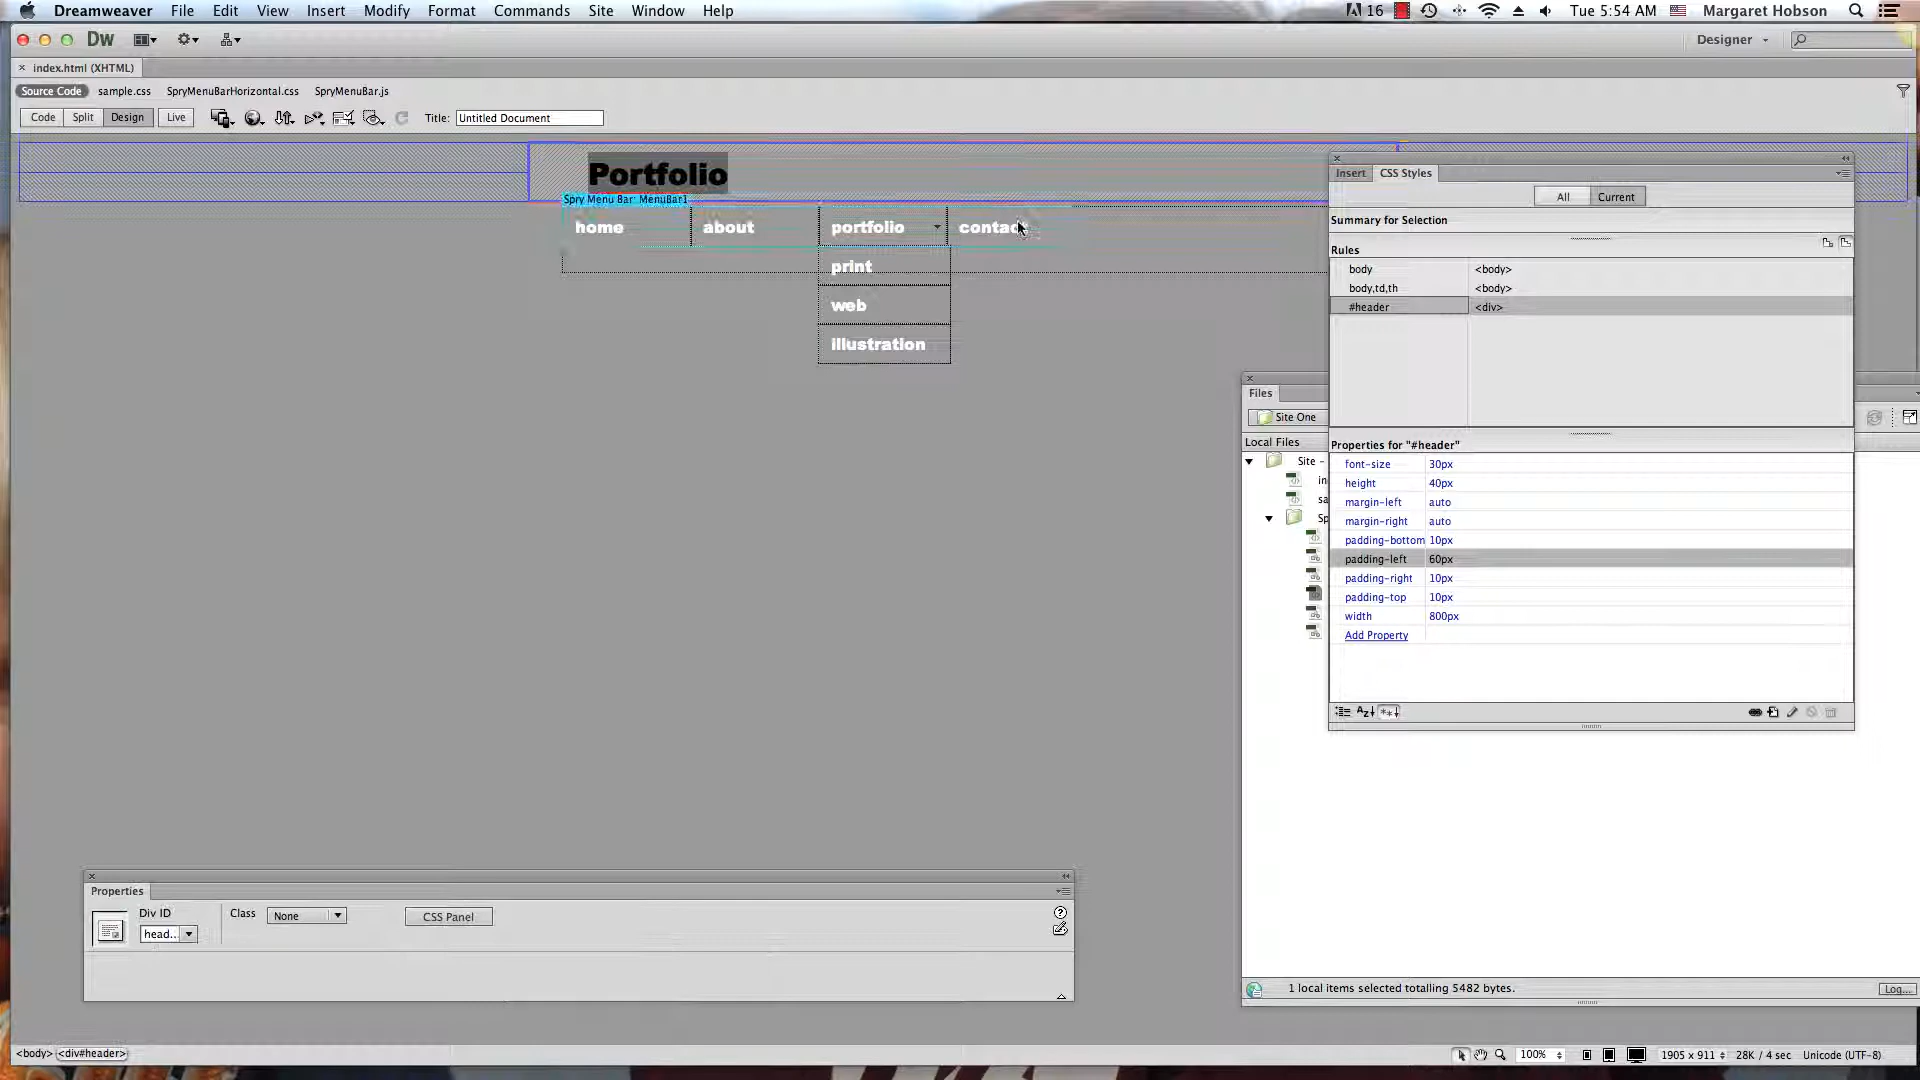 Dreamweaver File Edit View Insert Modify Format Commands Site Window Help 16 Tue 5:54 AM Margaret Hobson
Dw Designer
index.html (XHTML)
Source Code sample.css SpryMenuBarHorizontal.css SpryMenuBar.js
Code Split Design Live Title: Untitled Document
Portfolio
Spry Menu Bar: MenuBar1
home about portfolio
print
web
illustration
Insert CSS Styles
All Current
Summary for Selection
Rules
body <body>
body,td,th <body>
#header <div>
Files
Site One
Local Files
Site -
Properties for "#header"
font-size 30px
height 40px
margin-left auto
margin-right auto
padding-bottom 10px
padding-left 60px
padding-right 10px
padding-top 10px
width 800px
Add Property
Properties
Div ID Class None CSS Panel
head..
1 local items selected totalling 5482 bytes.
Log...
<body> <div#header> 100% 1905 x 911 28K / 4 sec Unicode (UTF-8)